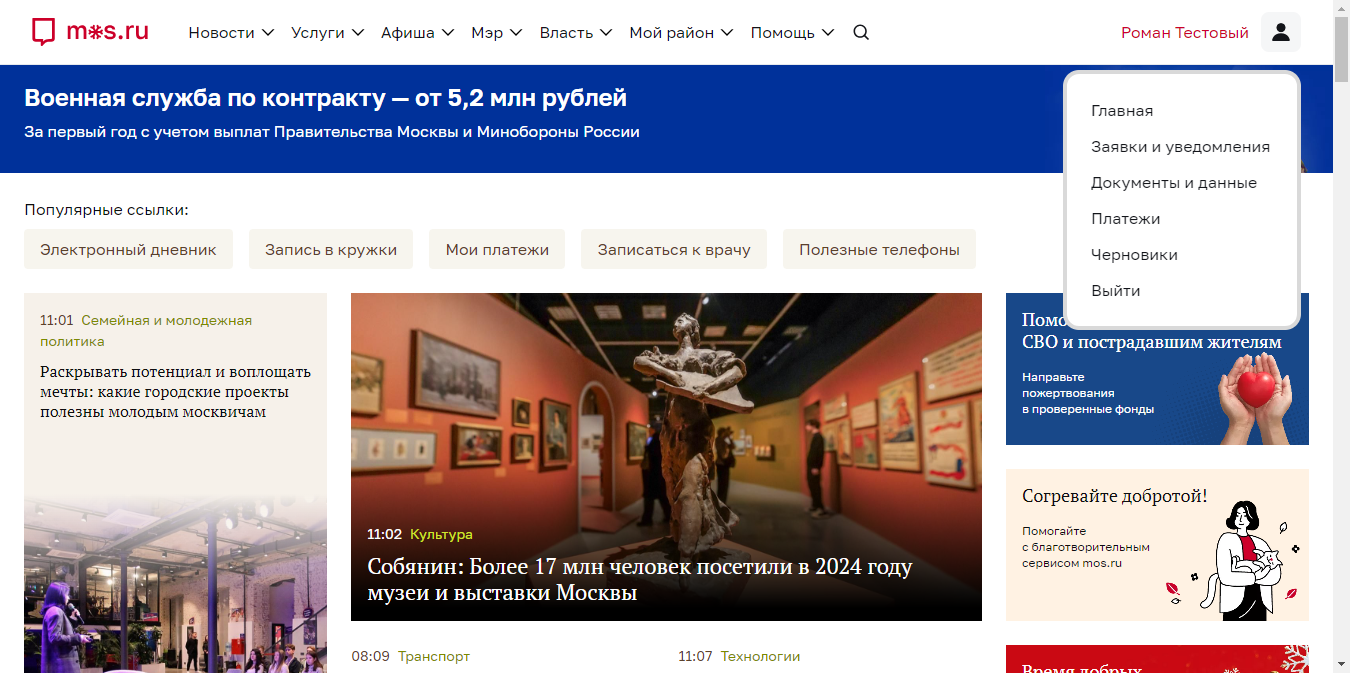 mos.ru
Новости Услуги Афиша Мэр Власть Мой район Помощь
Роман Тестовый
Военная служба по контракту — от 5,2 млн рублей
За первый год с учетом выплат Правительства Москвы и Минобороны России
Главная
Заявки и уведомления
Документы и данные
Платежи
Черновики
Выйти
Популярные ссылки:
Электронный дневник Запись в кружки Мои платежи Записаться к врачу Полезные телефоны
11:01 Семейная и молодежная
политика
Раскрывать потенциал и воплощать
мечты: какие городские проекты
полезны молодым москвичам
11:02 Культура
Собянин: Более 17 млн человек посетили в 2024 году
музеи и выставки Москвы
08:09 Транспорт
11:07 Технологии
СВО и пострадавшим жителям
Направьте
пожертвования
в проверенные фонды
Согревайте добротой!
Помогайте
с благотворительным
сервисом mos.ru
Время добрых